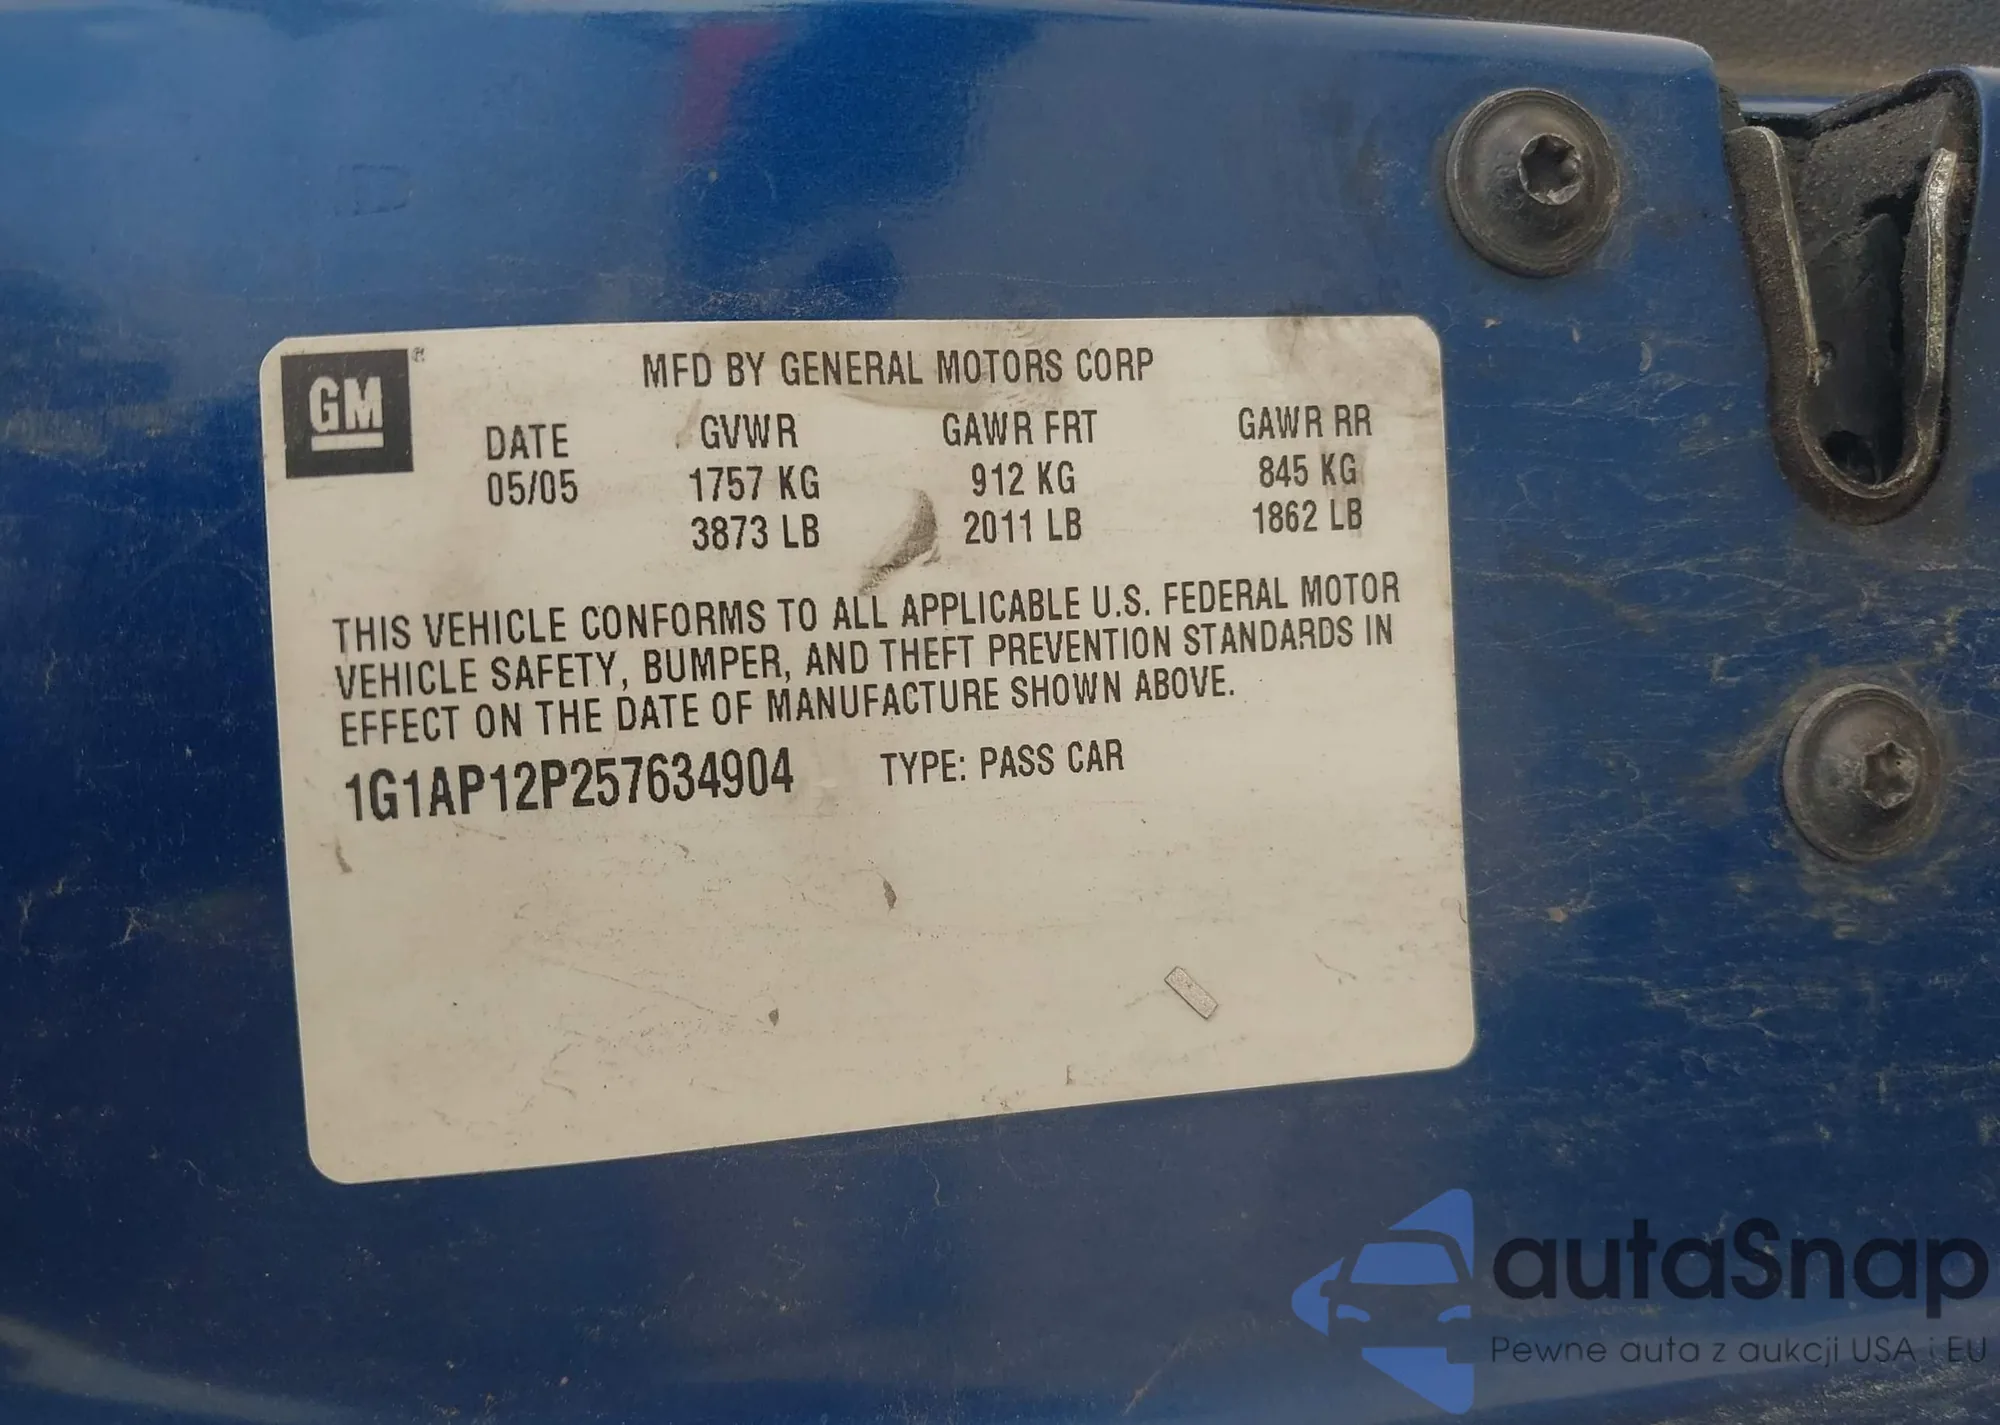 GM
MFD BY GENERAL MOTORS CORP
DATE GVWR GAWR FRT GAWR RR
05/05 1757 KG 912 KG 845 KG
3873 LB 2011 LB 1862 LB
THIS VEHICLE CONFORMS TO ALL APPLICABLE U.S. FEDERAL MOTOR
VEHICLE SAFETY, BUMPER, AND THEFT PREVENTION STANDARDS IN
EFFECT ON THE DATE OF MANUFACTURE SHOWN ABOVE.
1G1AP12P257634904 TYPE: PASS CAR
autaSnap
Pewne auta z aukcji USA i EU